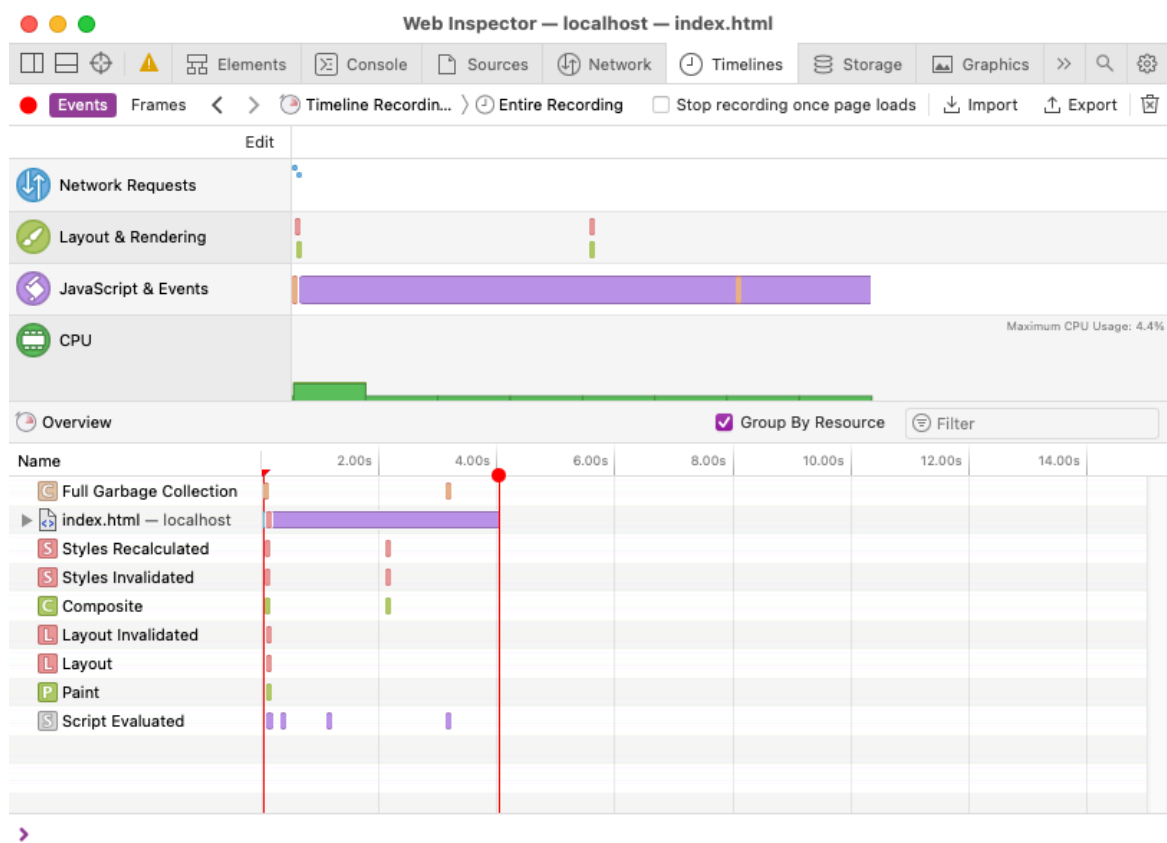 Web Inspector — localhost — index.html
Elements Console Sources Network Timelines Storage Graphics
Events Frames Timeline Recordin... Entire Recording Stop recording once page loads Import Export
Edit
Network Requests
Layout & Rendering
JavaScript & Events
CPU
Maximum CPU Usage: 4.4%
Overview Group By Resource Filter
Name 2.00s 4.00s 6.00s 8.00s 10.00s 12.00s 14.00s
C Full Garbage Collection
index.html — localhost
S Styles Recalculated
S Styles Invalidated
C Composite
L Layout Invalidated
L Layout
P Paint
S Script Evaluated